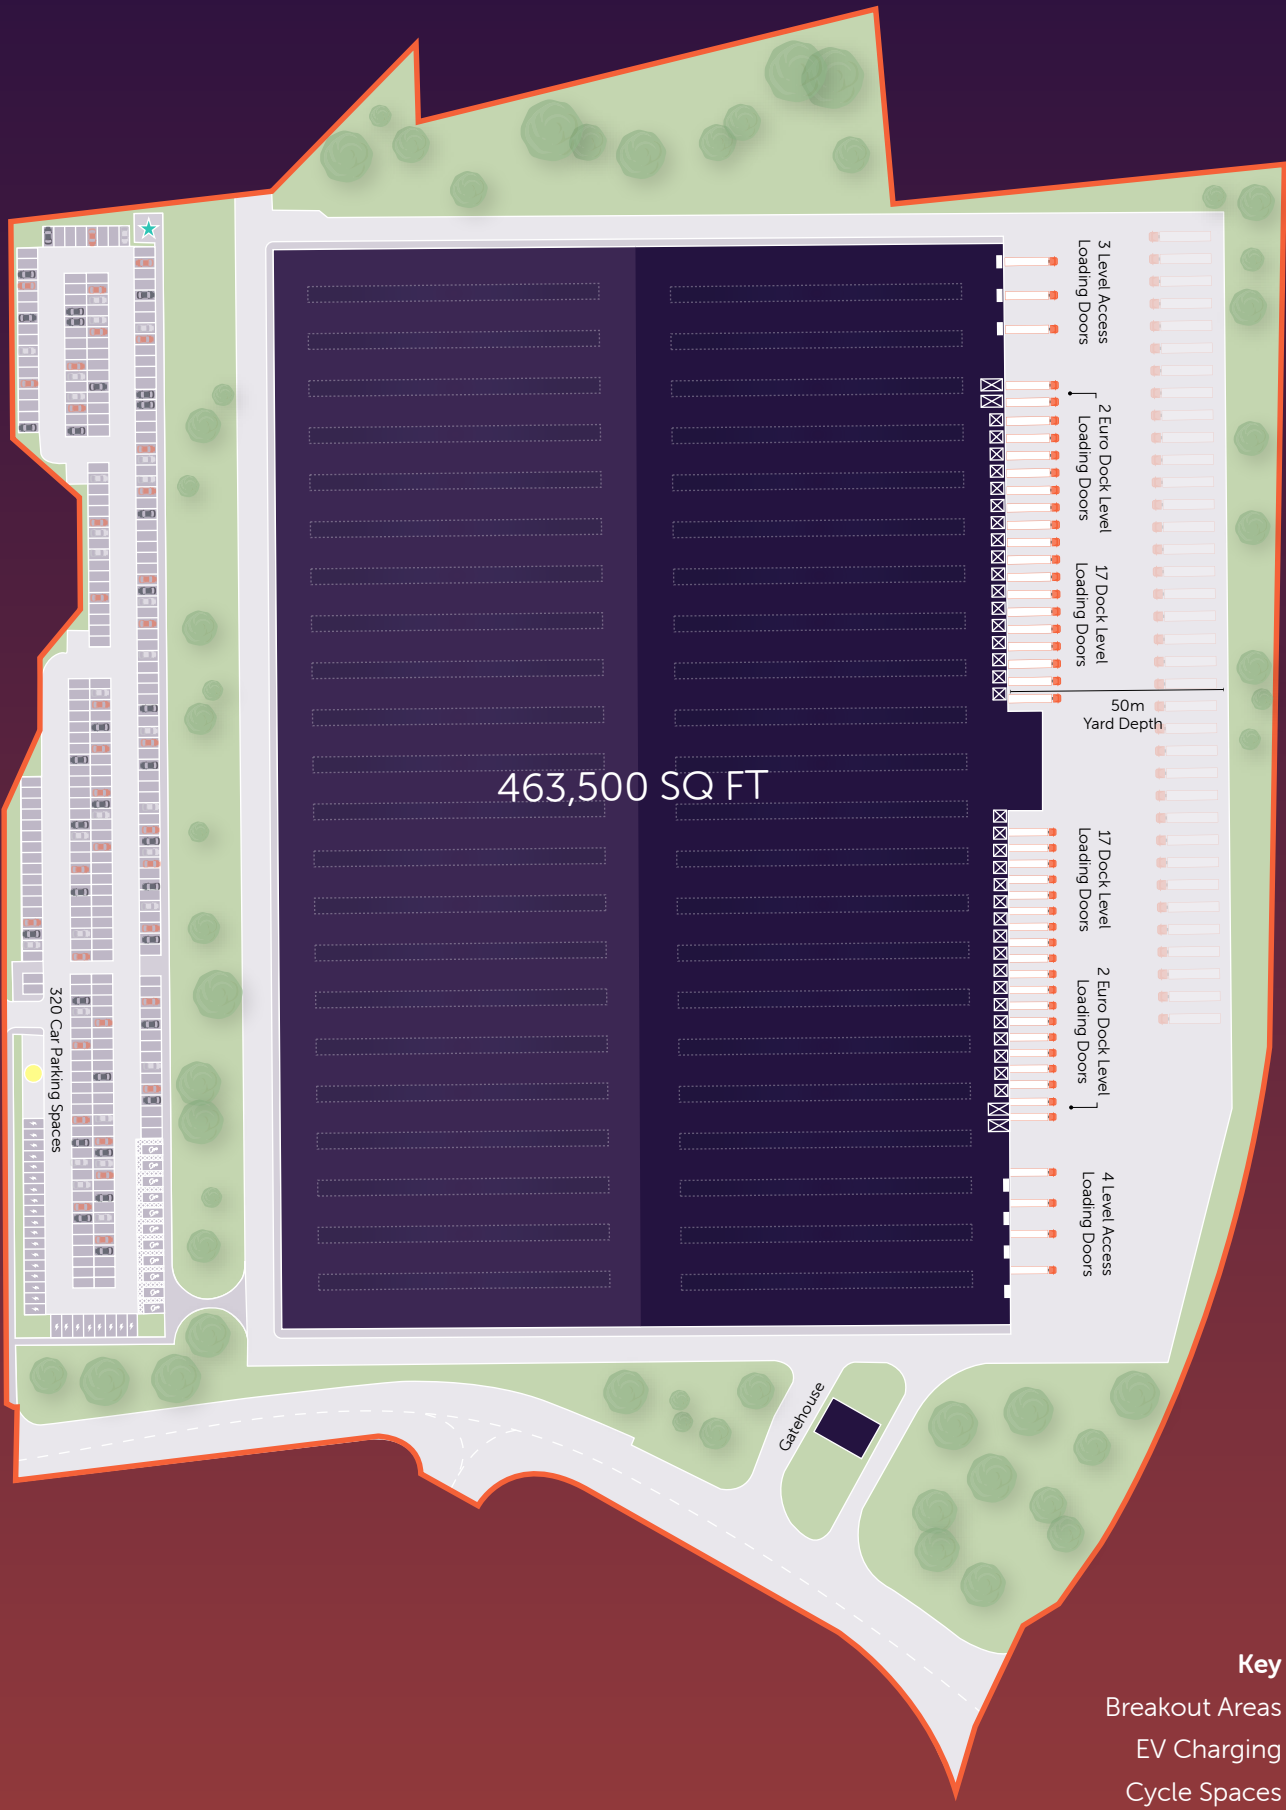 3 Level Access
Loading Doors
2 Euro Dock Level
Loading Doors
17 Dock Level
Loading Doors
50m
Yard Depth
463,500 SQ FT
17 Dock Level
Loading Doors
2 Euro Dock Level
Loading Doors
320 Car Parking Spaces
4 Level Access
Loading Doors
Gatehouse
Key
Breakout Areas
EV Charging
Cycle Spaces